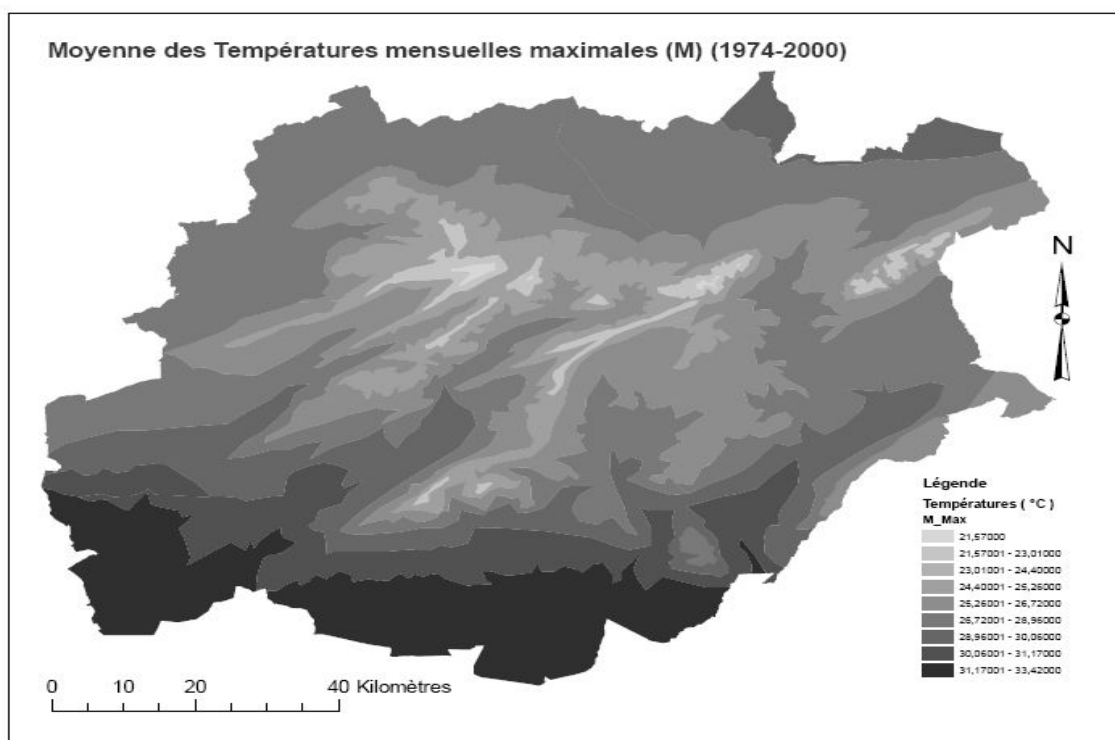 Moyenne des Températures mensuelles maximales (M) (1974-2000)
N
Légende
Températures ( °C )
M_Max
21,57000
21,57001 - 23,01000
23,01001 - 24,40000
24,40001 - 25,26000
25,26001 - 26,72000
26,72001 - 28,96000
28,96001 - 30,06000
30,06001 - 31,17000
31,17001 - 33,42000
0 10 20 40 Kilomètres